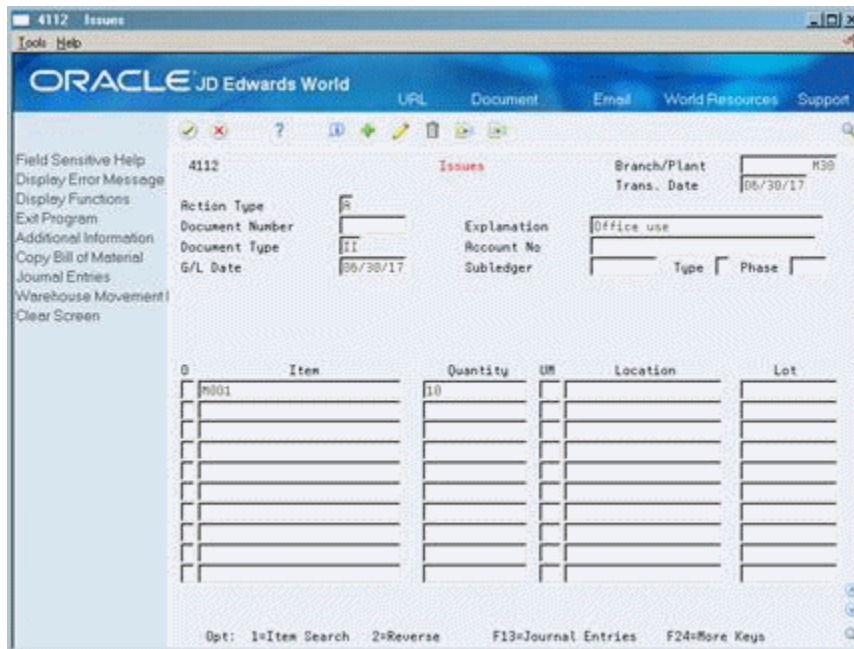 4112 Issues
Tools Help
ORACLE JD Edwards World
URL Document Email World Resources Support
Field Sensitive Help
Display Error Message
Display Functions
Exit Program
Additional Information
Copy Bill of Material
Journal Entries
Warehouse Movement I
Clear Screen
4112 Issues Branch/Plant M30
Trans. Date 06/30/17
Action Type A
Document Number Explanation Office use
Document Type II Account No
G/L Date 06/30/17 Subledger Type Phase
O Item Quantity UM Location Lot
M001 10
Opt: 1=Item Search 2=Reverse F13=Journal Entries F24=More Keys